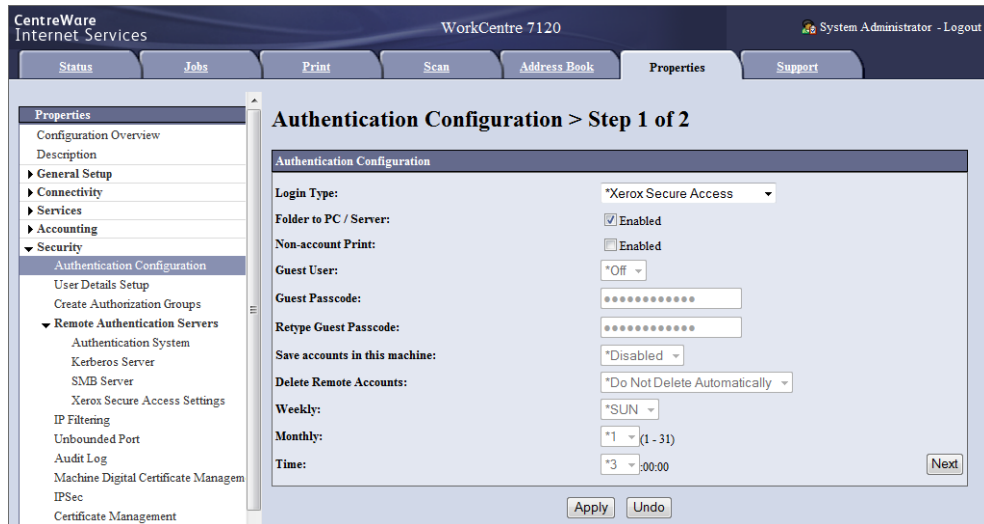 CentreWare
Internet Services
WorkCentre 7120
System Administrator - Logout
Status
Jobs
Print
Scan
Address Book
Properties
Support
Properties
Configuration Overview
Description
General Setup
Connectivity
Services
Accounting
Security
Authentication Configuration
User Details Setup
Create Authorization Groups
Remote Authentication Servers
Authentication System
Kerberos Server
SMB Server
Xerox Secure Access Settings
IP Filtering
Unbounded Port
Audit Log
Machine Digital Certificate Managem
IPSec
Certificate Management
Authentication Configuration > Step 1 of 2
Authentication Configuration
Login Type: *Xerox Secure Access
Folder to PC / Server: Enabled
Non-account Print: Enabled
Guest User: *Off
Guest Passcode: ●●●●●●●●●●●●
Retype Guest Passcode: ●●●●●●●●●●●●
Save accounts in this machine: *Disabled
Delete Remote Accounts: *Do Not Delete Automatically
Weekly: *SUN
Monthly: *1 (1 - 31)
Time: *3 :00:00
Next
Apply Undo